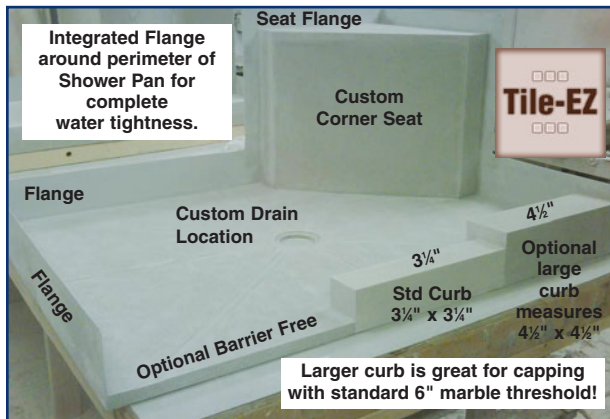 Seat Flange
Integrated Flange
around perimeter of
Shower Pan for
complete
water tightness.
Custom
Corner Seat
Tile-EZ
Flange
Custom Drain
Location
4½"
3¼"
Optional
large
curb
measures
4½" x 4½"
Std Curb
3¼" x 3¼"
Flange
Optional Barrier Free
Larger curb is great for capping
with standard 6" marble threshold!